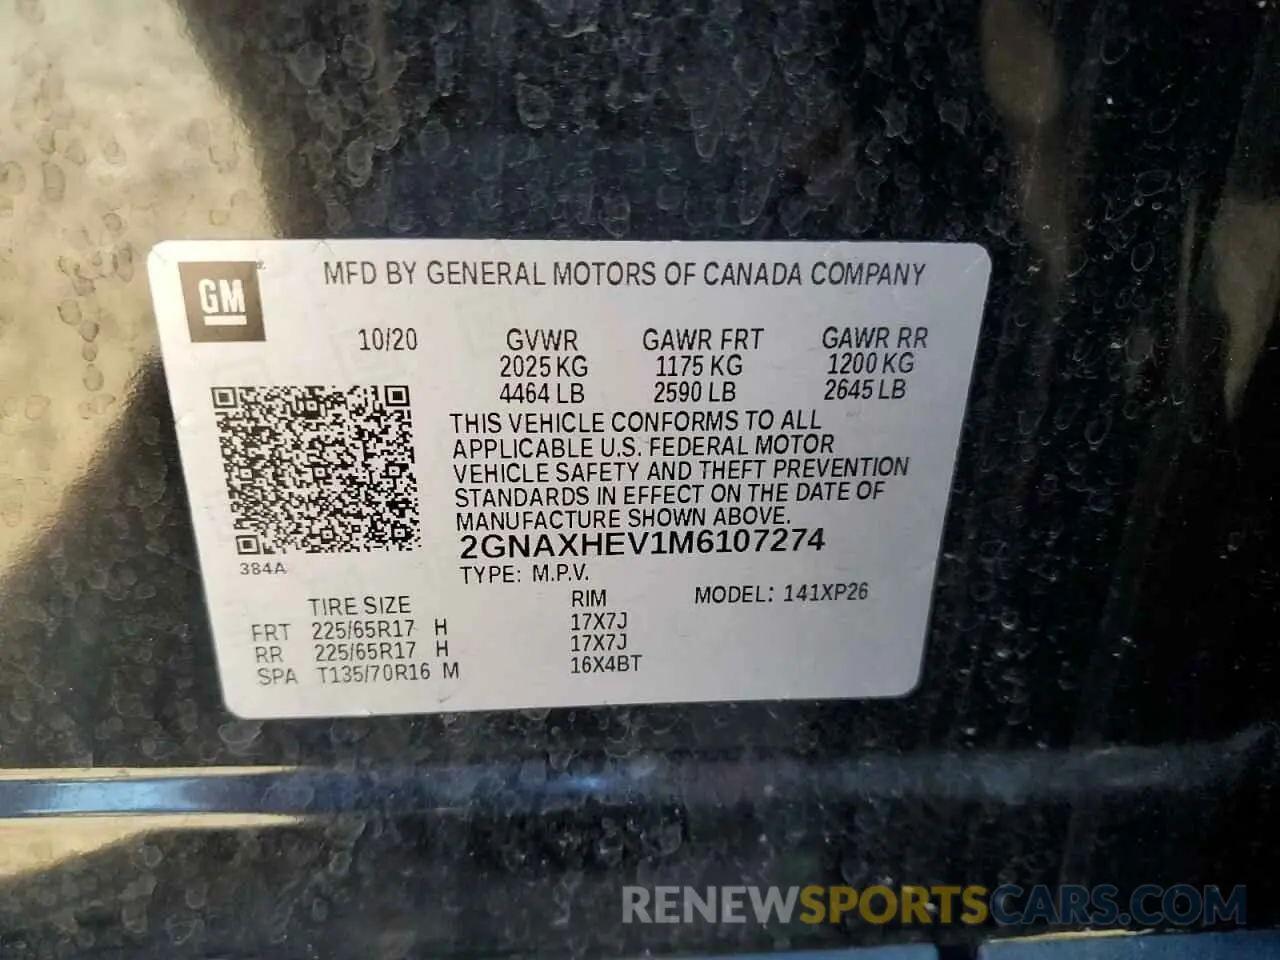 GM
MFD BY GENERAL MOTORS OF CANADA COMPANY
10/20 GVWR GAWR FRT GAWR RR
2025 KG 1175 KG 1200 KG
4464 LB 2590 LB 2645 LB
THIS VEHICLE CONFORMS TO ALL
APPLICABLE U.S. FEDERAL MOTOR
VEHICLE SAFETY AND THEFT PREVENTION
STANDARDS IN EFFECT ON THE DATE OF
MANUFACTURE SHOWN ABOVE.
2GNAXHEV1M6107274
384A
TYPE: M.P.V.
TIRE SIZE RIM MODEL: 141XP26
FRT 225/65R17 H 17X7J
RR 225/65R17 H 17X7J
SPA T135/70R16 M 16X4BT
RENEWSPORTSCARS.COM